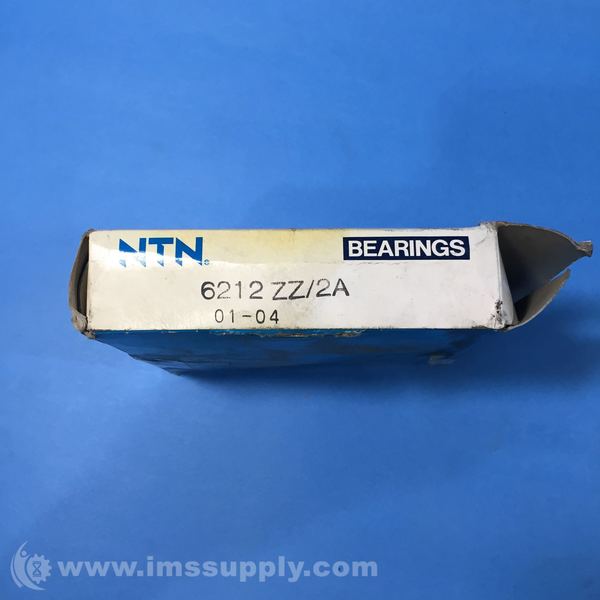 NTN®
BEARINGS
6212 ZZ/2A
01-04
www.imssupply.com